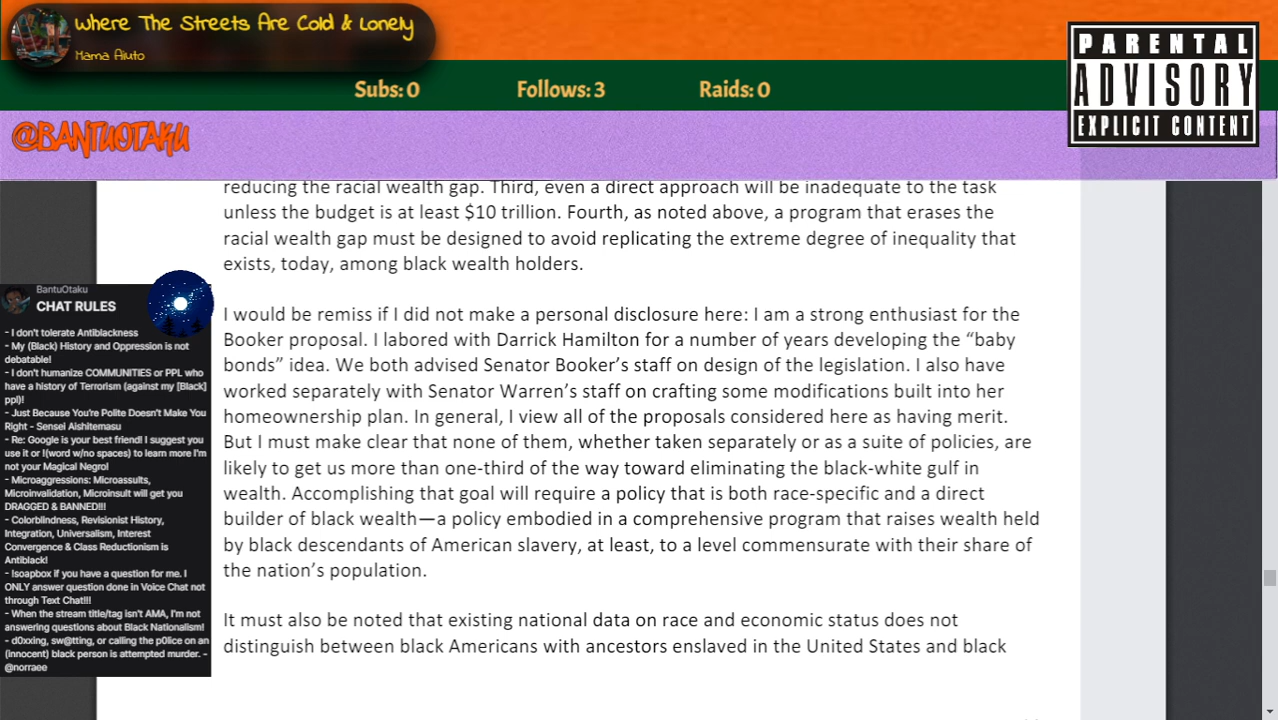 Where The Streets Are Cold & Lonely
Mama Aiuto
PARENTAL
ADVISORY
EXPLICIT CONTENT
Subs: 0
Follows: 3
Raids: 0
@BANTUOTAKU
reducing the racial wealth gap. Third, even a direct approach will be inadequate to the task
unless the budget is at least $10 trillion. Fourth, as noted above, a program that erases the
racial wealth gap must be designed to avoid replicating the extreme degree of inequality that
exists, today, among black wealth holders.
I would be remiss if I did not make a personal disclosure here: I am a strong enthusiast for the
Booker proposal. I labored with Darrick Hamilton for a number of years developing the “baby
bonds” idea. We both advised Senator Booker’s staff on design of the legislation. I also have
worked separately with Senator Warren’s staff on crafting some modifications built into her
homeownership plan. In general, I view all of the proposals considered here as having merit.
But I must make clear that none of them, whether taken separately or as a suite of policies, are
likely to get us more than one-third of the way toward eliminating the black-white gulf in
wealth. Accomplishing that goal will require a policy that is both race-specific and a direct
builder of black wealth—a policy embodied in a comprehensive program that raises wealth held
by black descendants of American slavery, at least, to a level commensurate with their share of
the nation’s population.
It must also be noted that existing national data on race and economic status does not
distinguish between black Americans with ancestors enslaved in the United States and black
BantuOtaku
CHAT RULES
- I don't tolerate Antiblackness
- My (Black) History and Oppression is not
debatable!
- I don't humanize COMMUNITIES or PPL who
have a history of Terrorism (against my [Black]
ppl)!
- Just Because You're Polite Doesn't Make You
Right - Sensei Aishitemasu
- Re: Google is your best friend! I suggest you
use it or !(word w/no spaces) to learn more I'm
not your Magical Negro!
- Microaggressions: Microassults,
Microinvalidation, Microinsult will get you
DRAGGED & BANNED!!!
- Colorblindness, Revisionist History,
Integration, Universalism, Interest
Convergence & Class Reductionism is
Antiblack!
- !soapbox if you have a question for me. I
ONLY answer question done in Voice Chat not
through Text Chat!!!
- When the stream title/tag isn't AMA, I'm not
answering questions about Black Nationalism!
- d0xxing, sw@tting, or calling the p0lice on an
(innocent) black person is attempted murder. -
@norraee